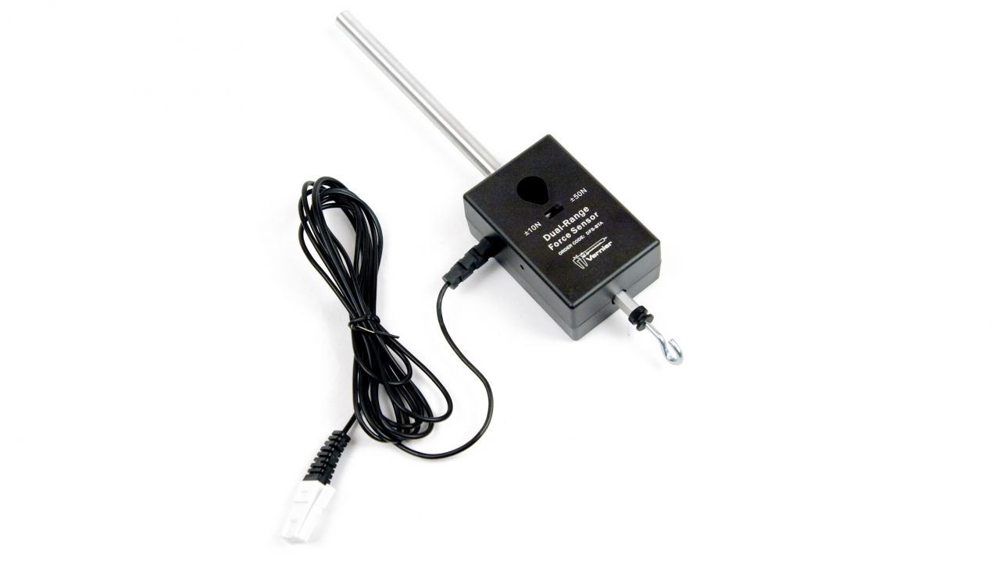 ±10N ±50N
Dual-Range
Force Sensor
ORDER CODE: DFS-BTA
Vernier